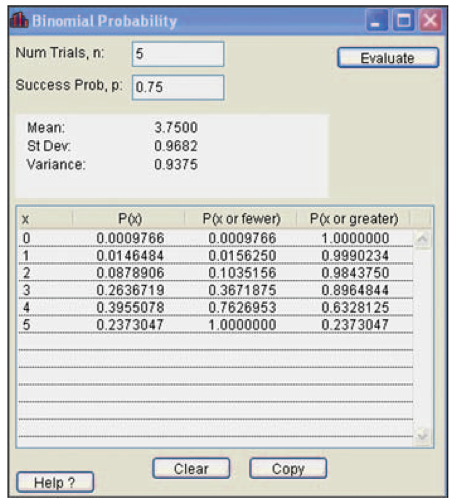 Binomial Probability
Num Trials, n: 5
Evaluate
Success Prob, p: 0.75
Mean: 3.7500
St Dev: 0.9682
Variance: 0.9375
x P(x) P(x or fewer) P(x or greater)
0 0.0009766 0.0009766 1.0000000
1 0.0146484 0.0156250 0.9990234
2 0.0878906 0.1035156 0.9843750
3 0.2636719 0.3671875 0.8964844
4 0.3955078 0.7626953 0.6328125
5 0.2373047 1.0000000 0.2373047
Clear Copy
Help ?